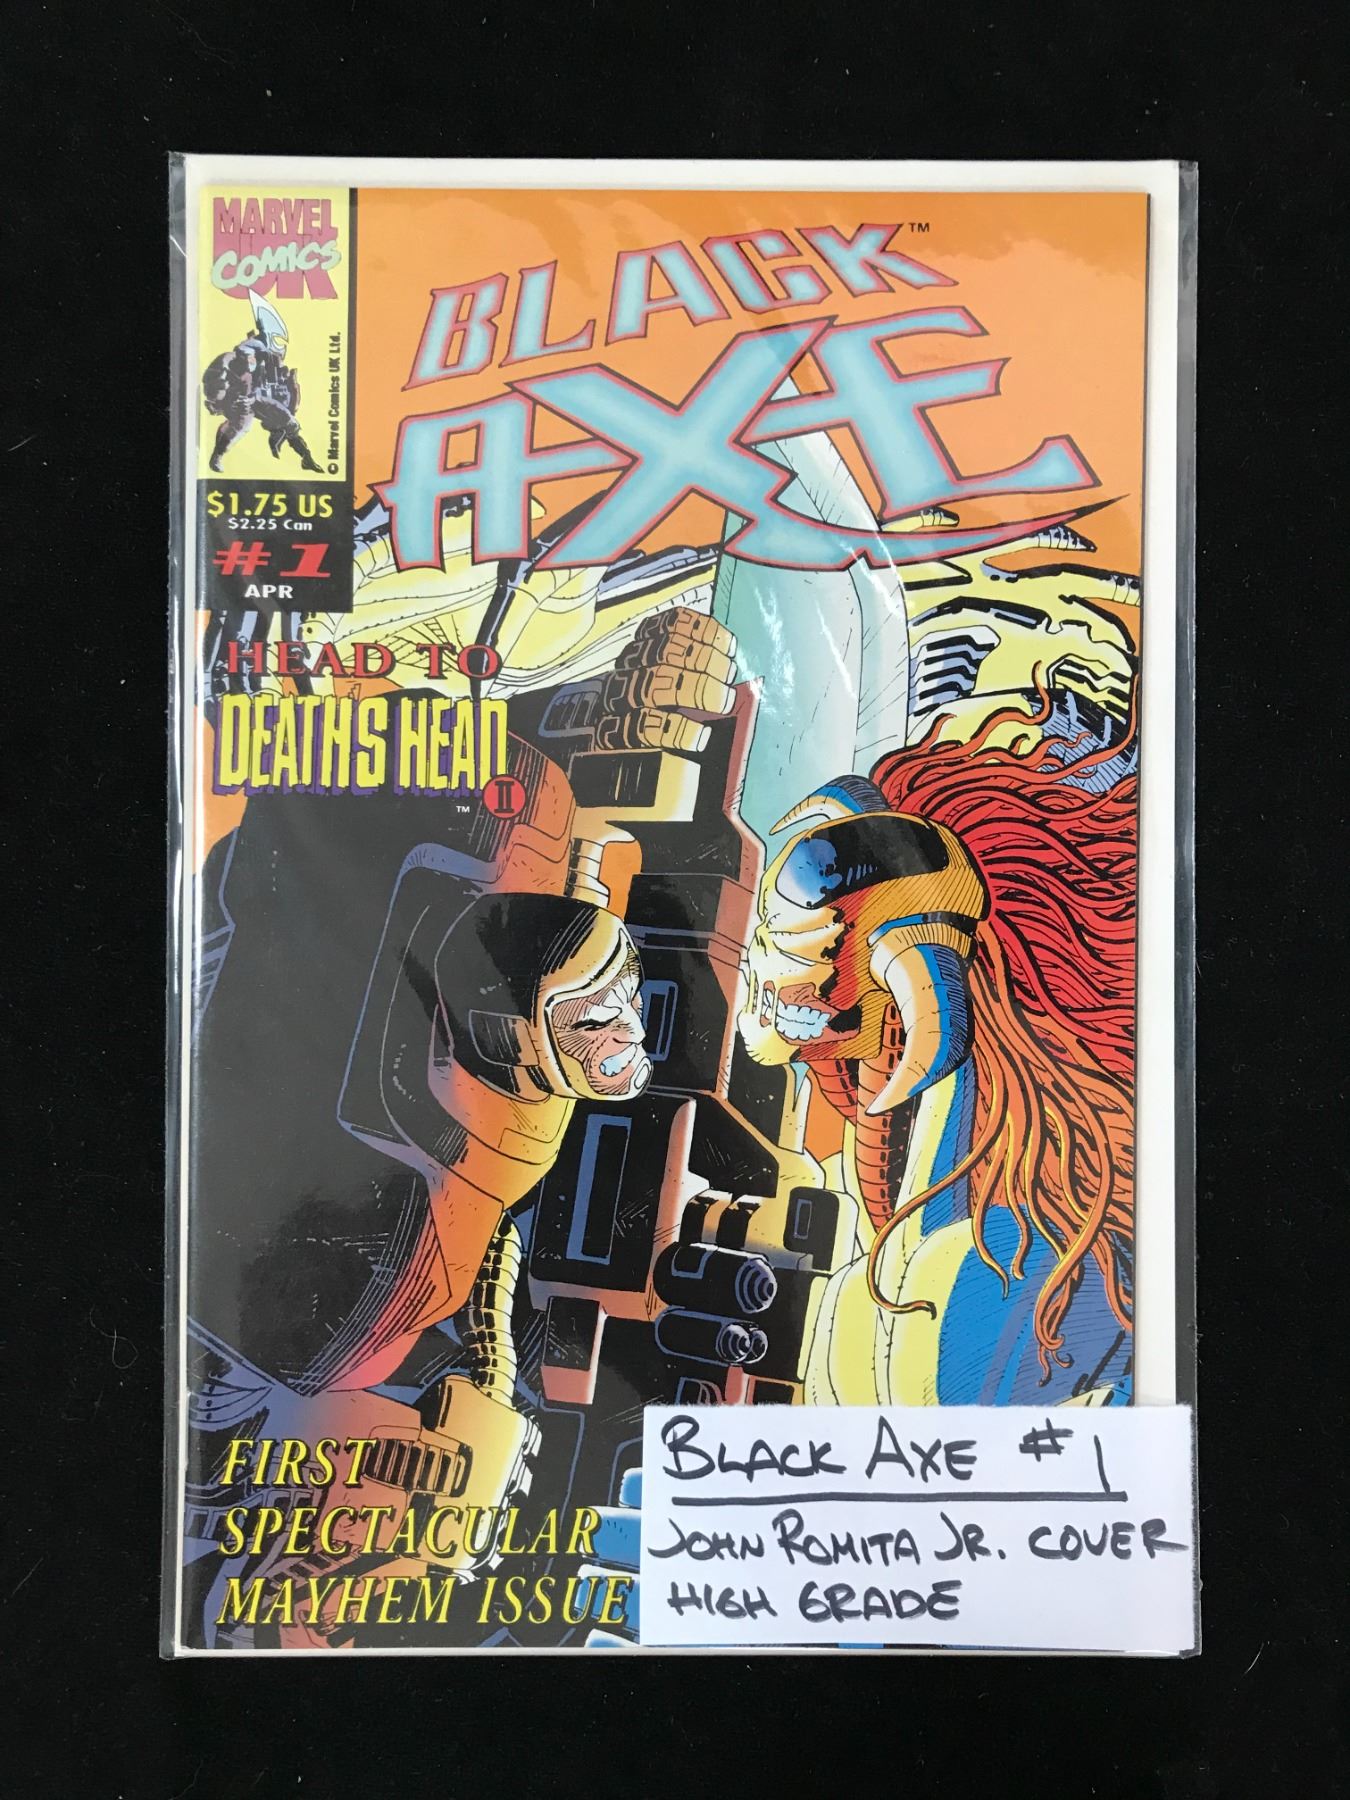 MARVEL
COMICS
UK
© Marvel Comics UK Ltd.
$1.75 US
$2.25 Can
#1
APR
BLACK™
AXE
HEAD TO
DEATH'S HEAD
™ II
FIRST
SPECTACULAR
MAYHEM ISSUE
BLACK AXE #1
JOHN ROMITA JR. COVER
HIGH GRADE